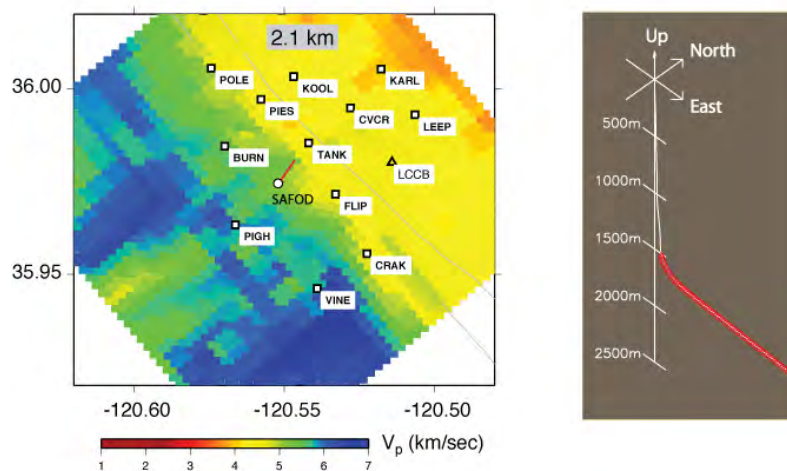 2.1 km
36.00
35.95
POLE
KOOL
KARL
PIES
CVCR
LEEP
BURN
TANK
LCCB
SAFOD
FLIP
PIGH
CRAK
VINE
-120.60
-120.55
-120.50
1 2 3 4 5 6 7
Vp (km/sec)
Up
North
East
500m
1000m
1500m
2000m
2500m